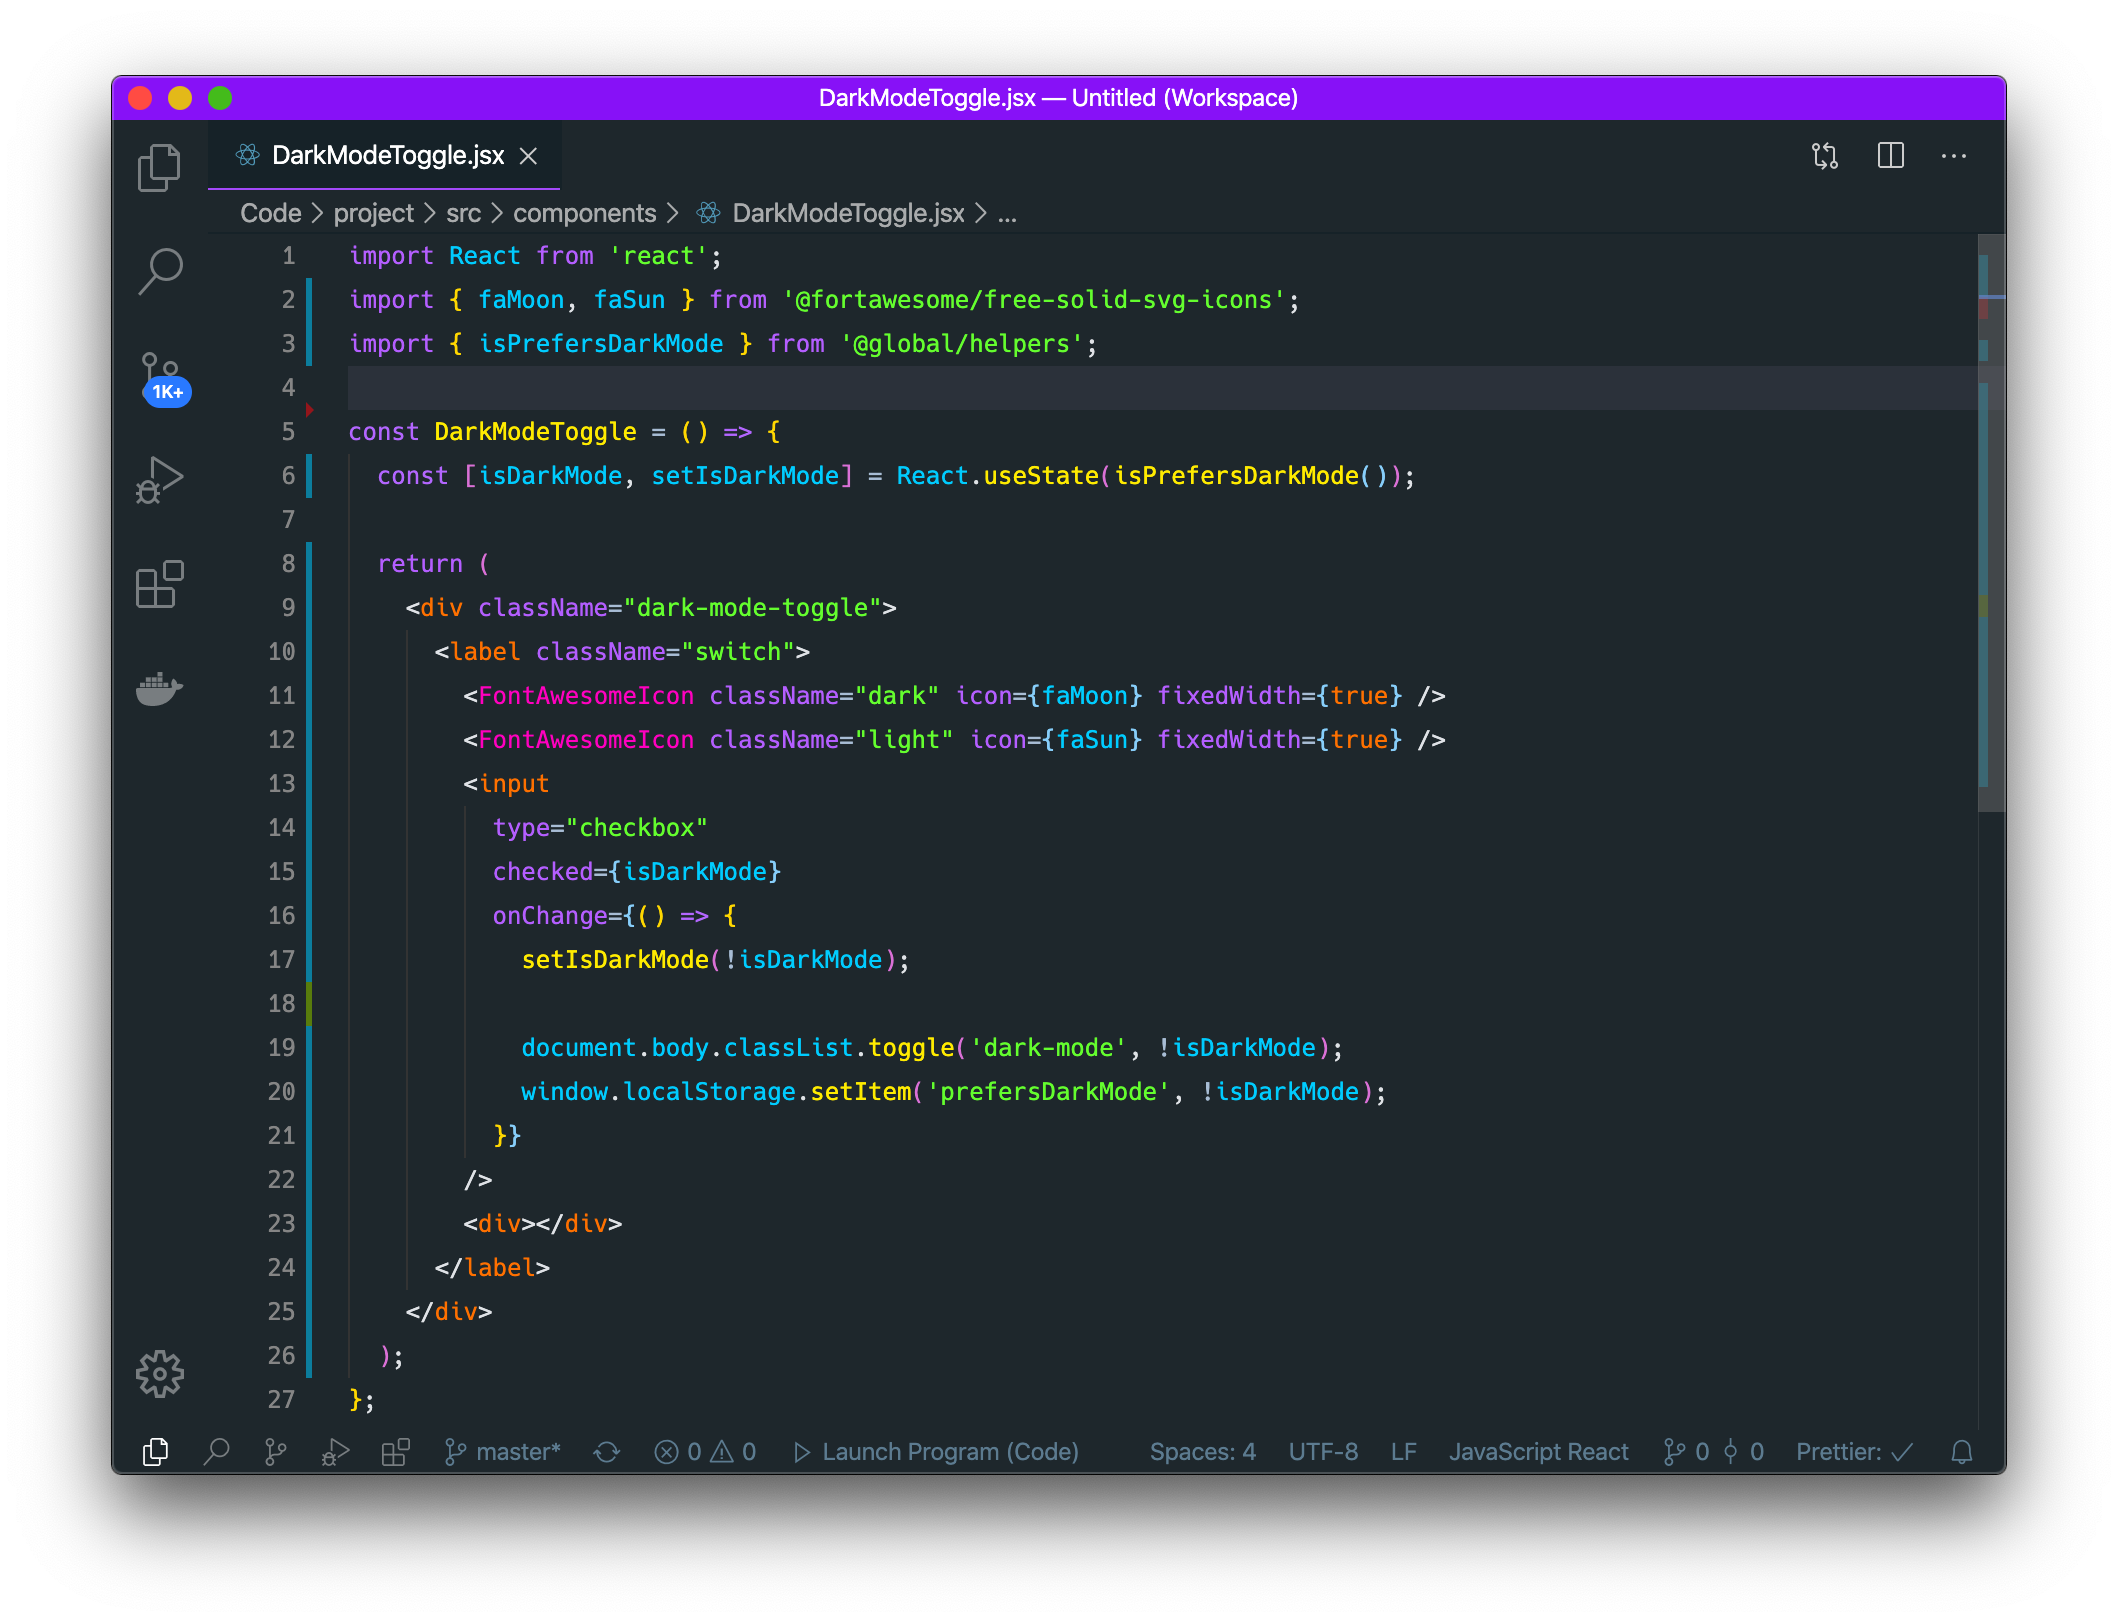 DarkModeToggle.jsx — Untitled (Workspace)
DarkModeToggle.jsx
Code > project > src > components > DarkModeToggle.jsx > ...
1 import React from 'react';
2 import { faMoon, faSun } from '@fortawesome/free-solid-svg-icons';
3 import { isPrefersDarkMode } from '@global/helpers';
4
5 const DarkModeToggle = () => {
6 const [isDarkMode, setIsDarkMode] = React.useState(isPrefersDarkMode());
7
8 return (
9 <div className="dark-mode-toggle">
10 <label className="switch">
11 <FontAwesomeIcon className="dark" icon={faMoon} fixedWidth={true} />
12 <FontAwesomeIcon className="light" icon={faSun} fixedWidth={true} />
13 <input
14 type="checkbox"
15 checked={isDarkMode}
16 onChange={() => {
17 setIsDarkMode(!isDarkMode);
18
19 document.body.classList.toggle('dark-mode', !isDarkMode);
20 window.localStorage.setItem('prefersDarkMode', !isDarkMode);
21 }}
22 />
23 <div></div>
24 </label>
25 </div>
26 );
27 };
1K+
master* 0 0 Launch Program (Code) Spaces: 4 UTF-8 LF JavaScript React 0 0 Prettier: ✓